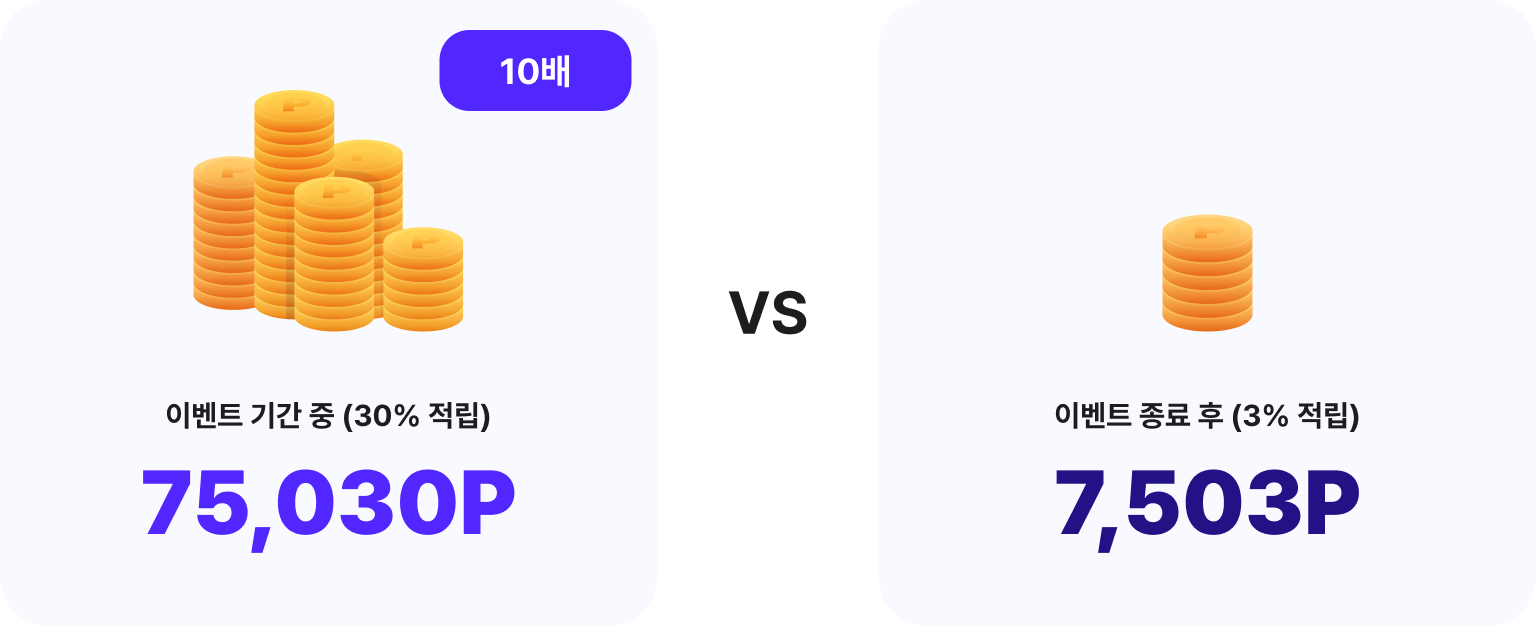 10배
이벤트 기간 중 (30% 적립)
75,030P
VS
이벤트 종료 후 (3% 적립)
7,503P